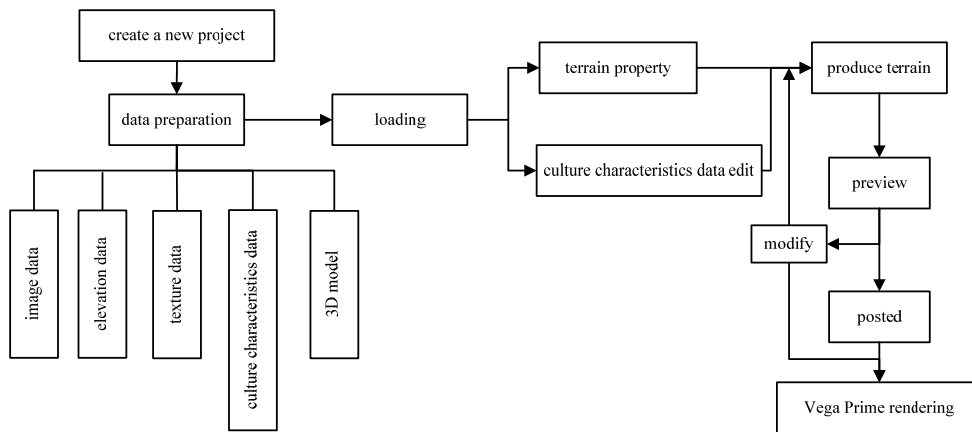 create a new project
data preparation
loading
terrain property
culture characteristics data edit
produce terrain
preview
modify
posted
Vega Prime rendering
image data
elevation data
texture data
culture characteristics data
3D model